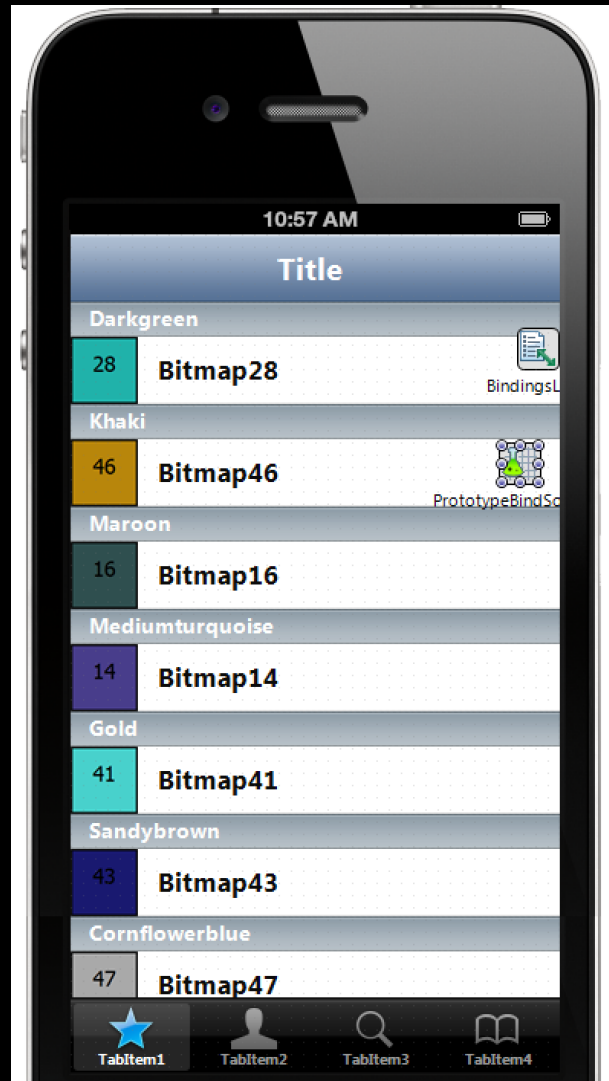 10:57 AM
Title
Darkgreen
28 Bitmap28
BindingsL
Khaki
46 Bitmap46
PrototypeBindSc
Maroon
16 Bitmap16
Mediumturquoise
14 Bitmap14
Gold
41 Bitmap41
Sandybrown
43 Bitmap43
Cornflowerblue
47 Bitmap47
TabItem1 TabItem2 TabItem3 TabItem4